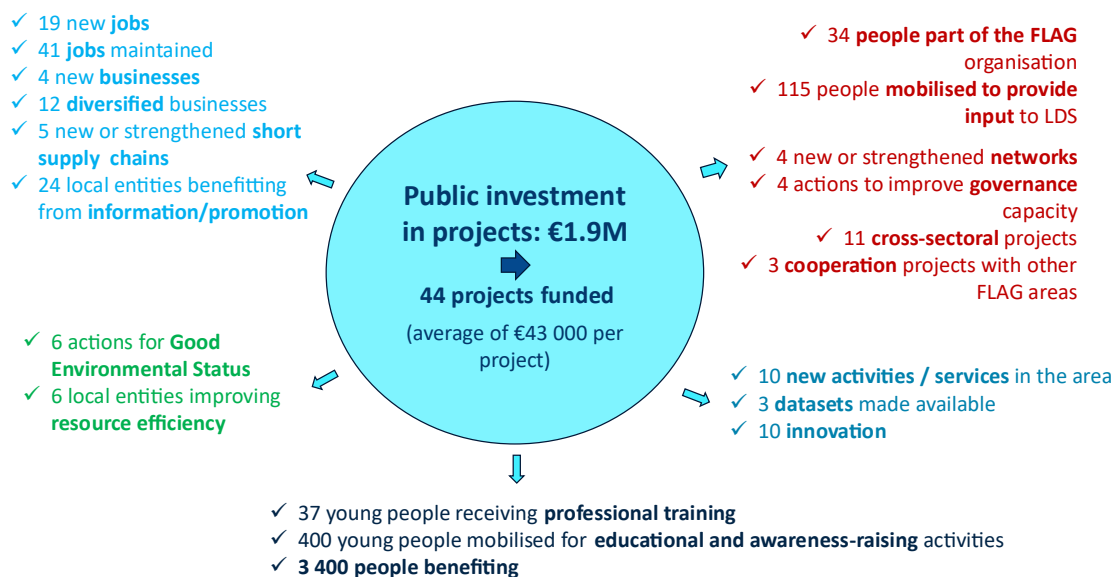 ✓ 19 new jobs
✓ 41 jobs maintained
✓ 4 new businesses
✓ 12 diversified businesses
✓ 5 new or strengthened short
supply chains
✓ 24 local entities benefitting
from information/promotion
✓ 34 people part of the FLAG
organisation
✓ 115 people mobilised to provide
input to LDS
✓ 4 new or strengthened networks
✓ 4 actions to improve governance
capacity
✓ 11 cross-sectoral projects
✓ 3 cooperation projects with other
FLAG areas
Public investment
in projects: €1.9M
44 projects funded
(average of €43 000 per
project)
✓ 6 actions for Good
Environmental Status
✓ 6 local entities improving
resource efficiency
✓ 10 new activities / services in the area
✓ 3 datasets made available
✓ 10 innovation
✓ 37 young people receiving professional training
✓ 400 young people mobilised for educational and awareness-raising activities
✓ 3 400 people benefiting